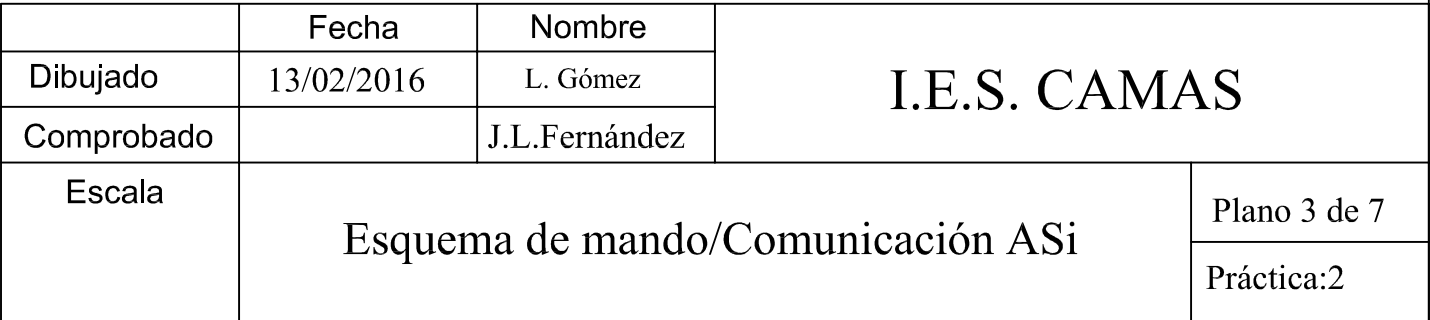 Fecha Nombre
Dibujado 13/02/2016 L. Gómez
I.E.S. CAMAS
Comprobado J.L.Fernández
Escala
Esquema de mando/Comunicación ASi
Plano 3 de 7
Práctica:2